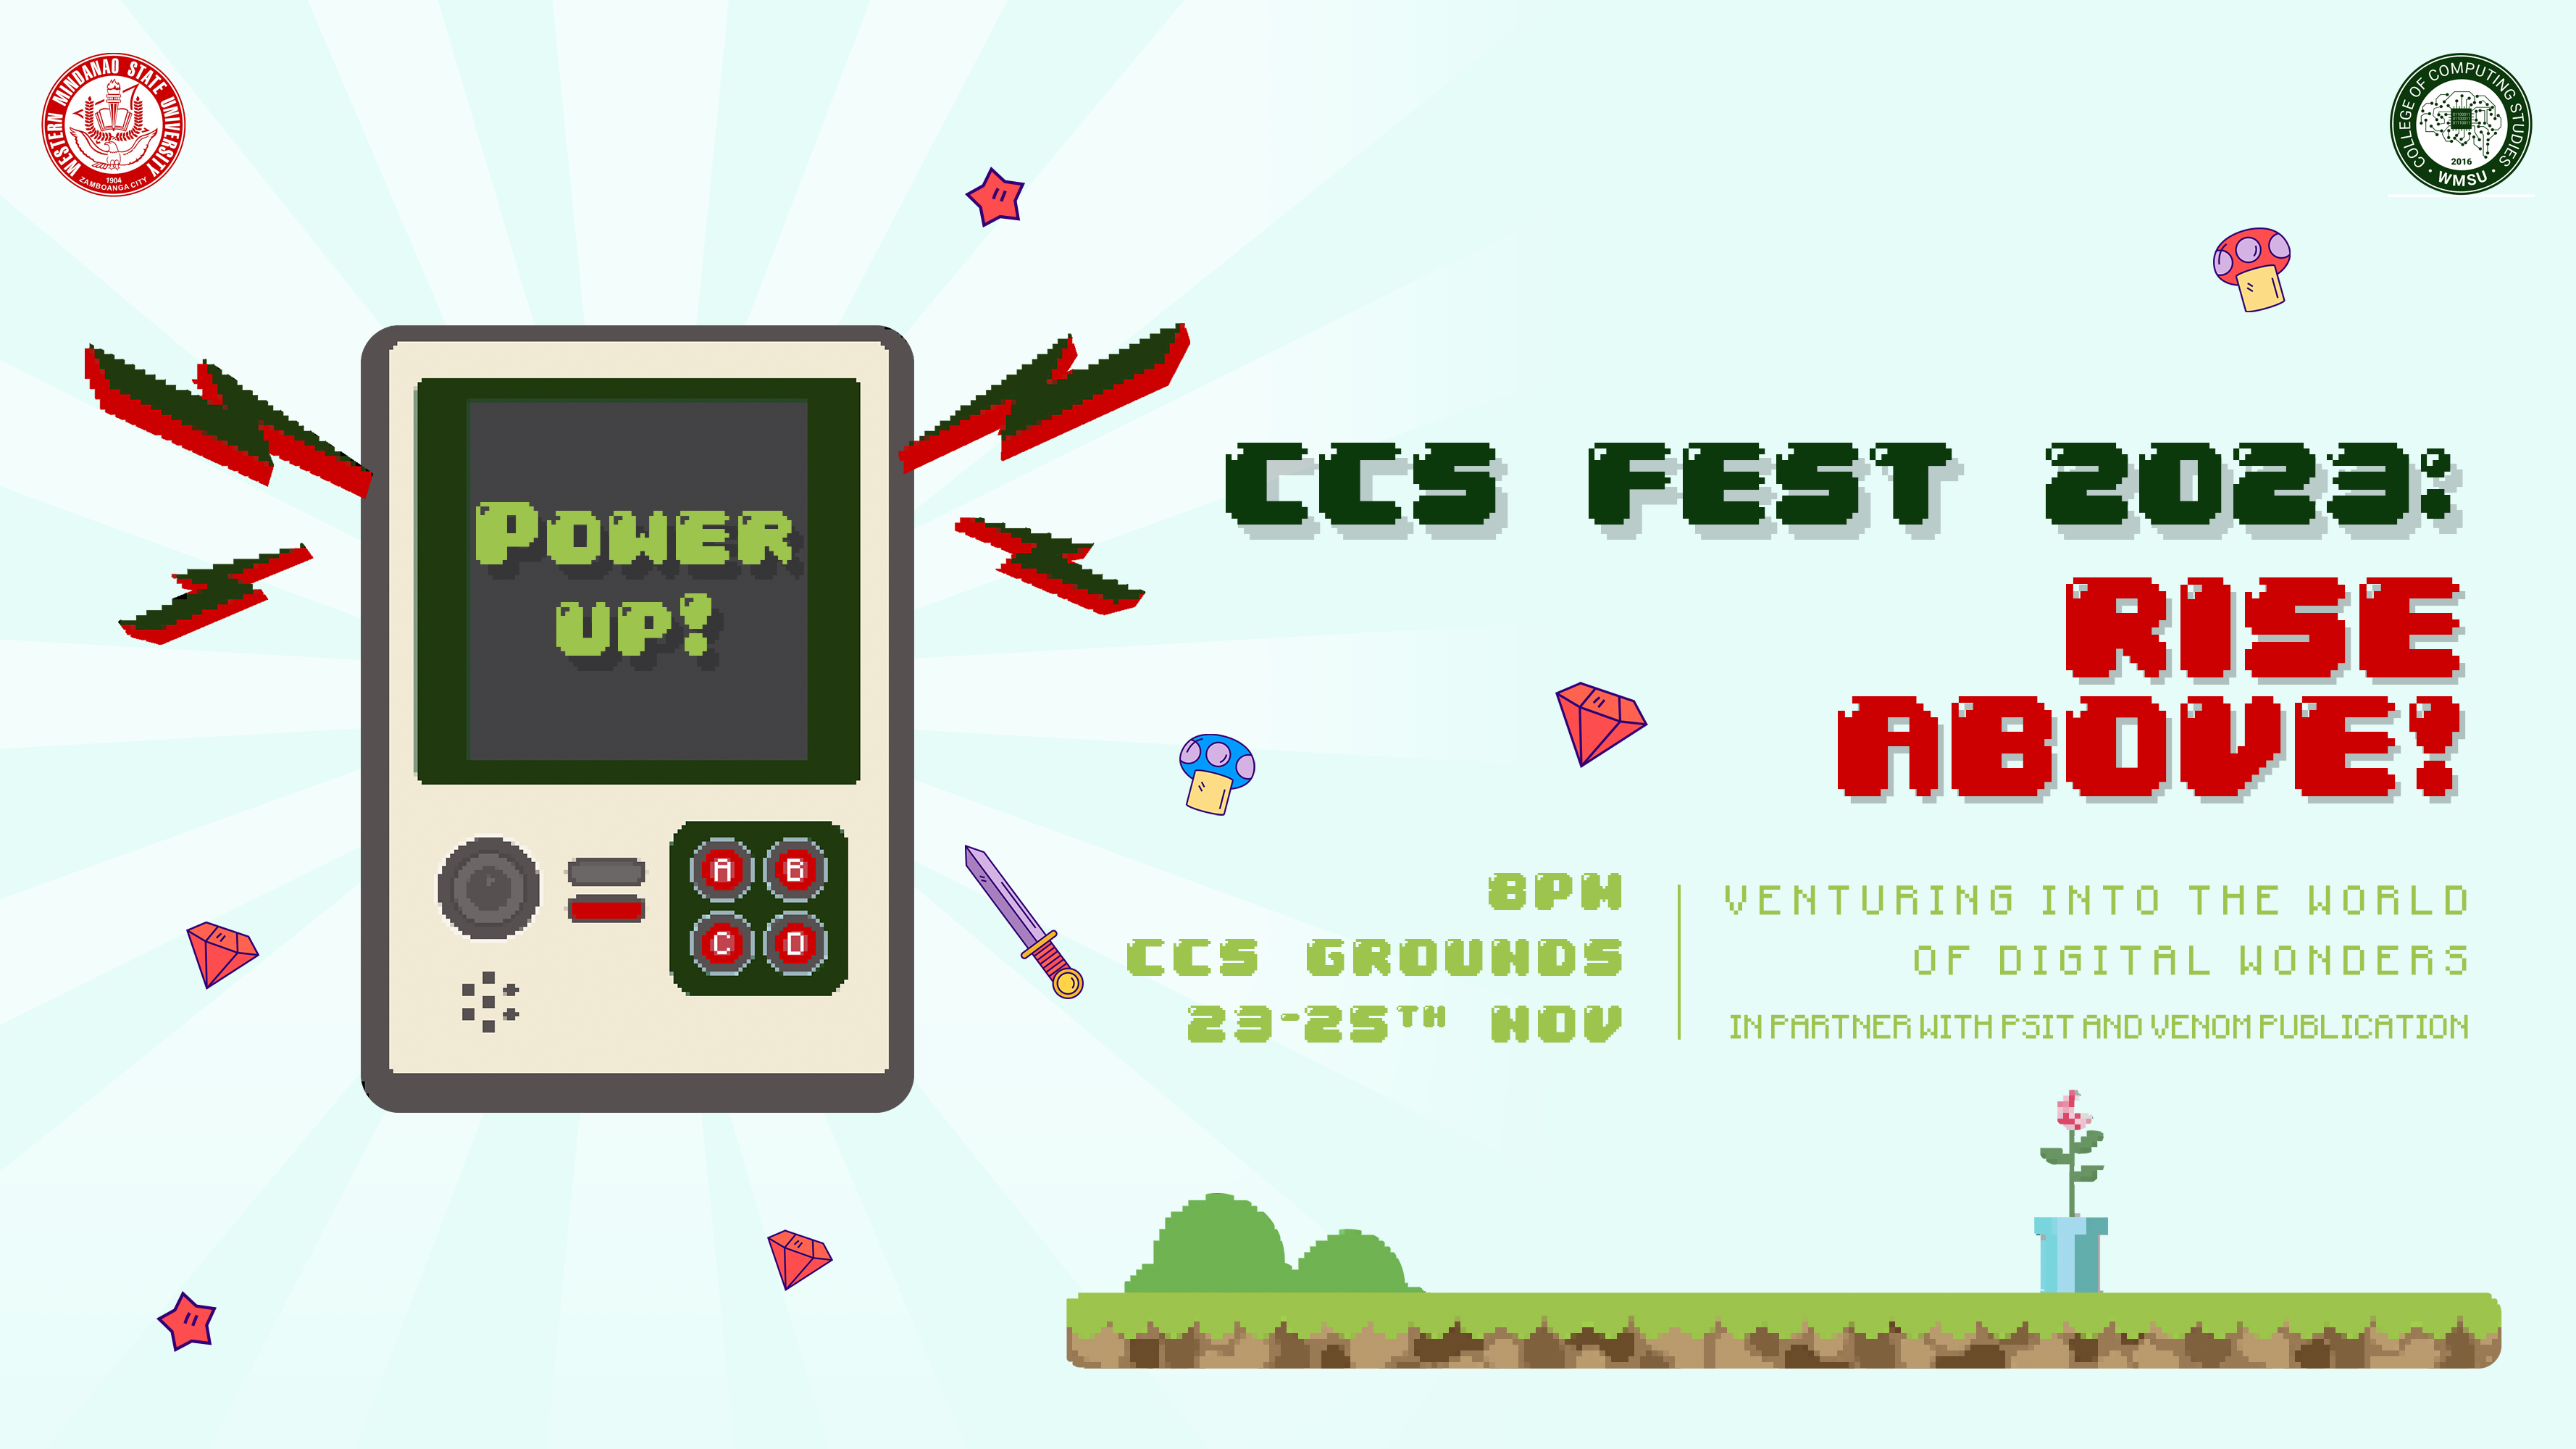 WESTERN MINDANAO STATE UNIVERSITY
1904
ZAMBOANGA CITY
COLLEGE OF COMPUTING STUDIES
2016
• WMSU •
POWER
UP!
A B
C D
CCS FEST 2023:
RISE
ABOVE!
8PM
CCS GROUNDS
23-25TH NOV
VENTURING INTO THE WORLD
OF DIGITAL WONDERS
IN PARTNER WITH PSIT AND VENOM PUBLICATION